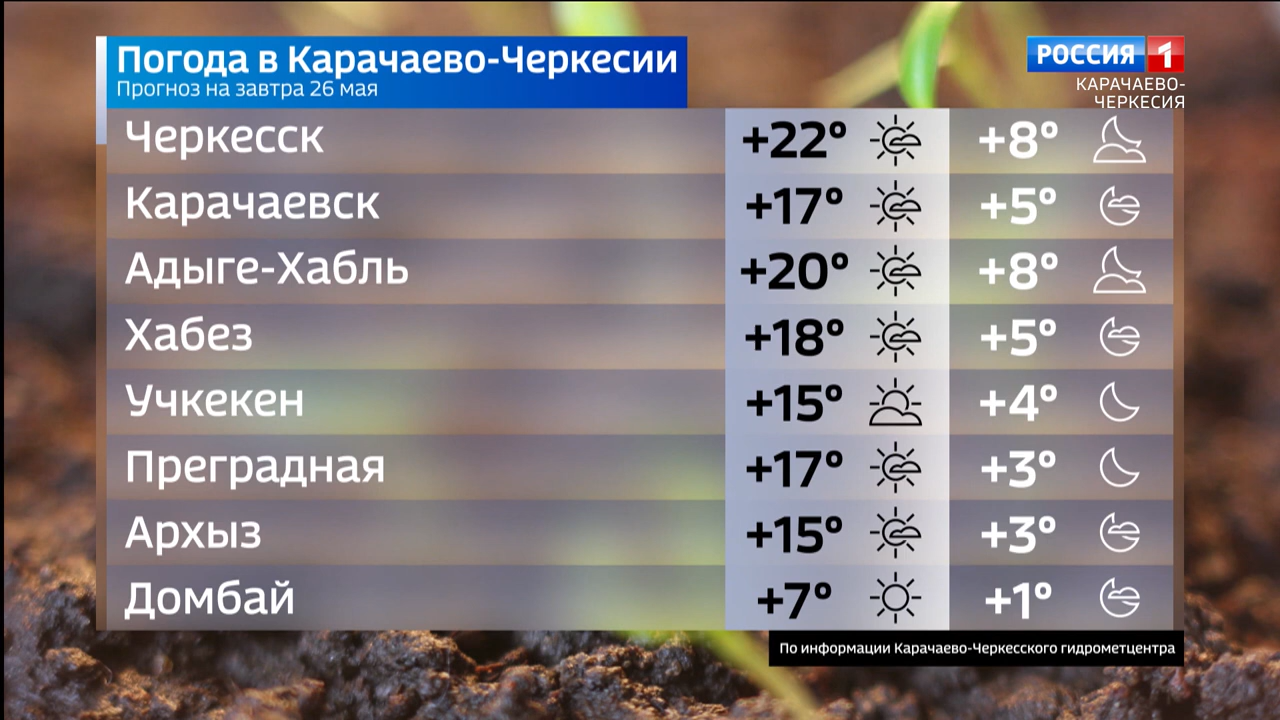 Погода в Карачаево-Черкесии
Прогноз на завтра 26 мая
РОССИЯ 1
КАРАЧАЕВО-
ЧЕРКЕСИЯ
Черкесск +22° +8°
Карачаевск +17° +5°
Адыге-Хабль +20° +8°
Хабез +18° +5°
Учкекен +15° +4°
Преградная +17° +3°
Архыз +15° +3°
Домбай +7° +1°
По информации Карачаево-Черкесского гидрометцентра